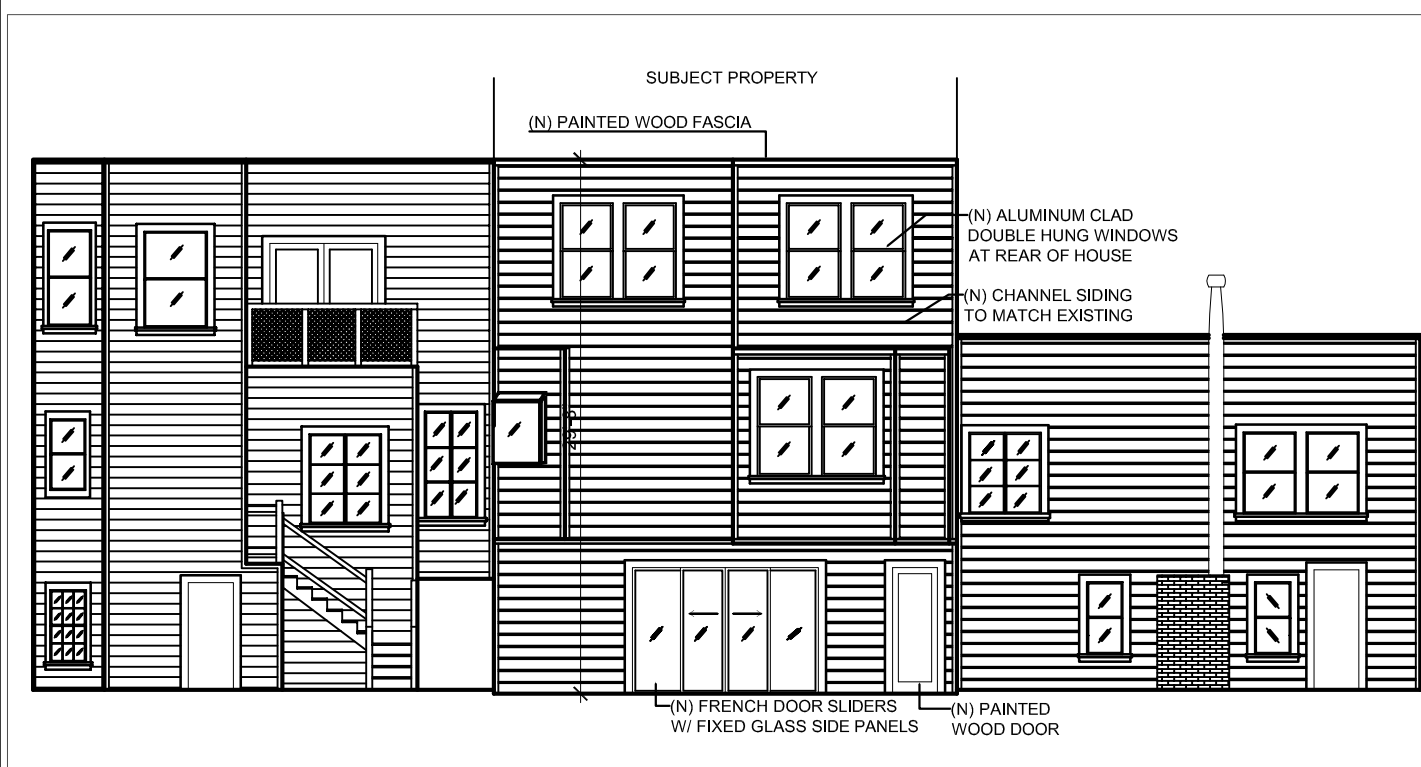 SUBJECT PROPERTY
(N) PAINTED WOOD FASCIA
(N) ALUMINUM CLAD
DOUBLE HUNG WINDOWS
AT REAR OF HOUSE
(N) CHANNEL SIDING
TO MATCH EXISTING
(N) FRENCH DOOR SLIDERS
W/ FIXED GLASS SIDE PANELS
(N) PAINTED
WOOD DOOR